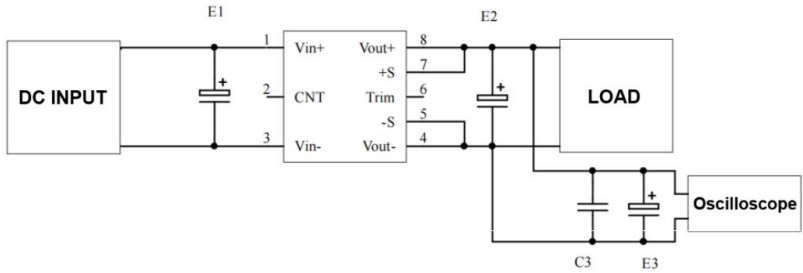 E1
E2
DC INPUT
1 Vin+ Vout+ 8
+S 7
2 CNT Trim 6
-S 5
3 Vin- Vout- 4
LOAD
+
+
+
Oscilloscope
C3 E3